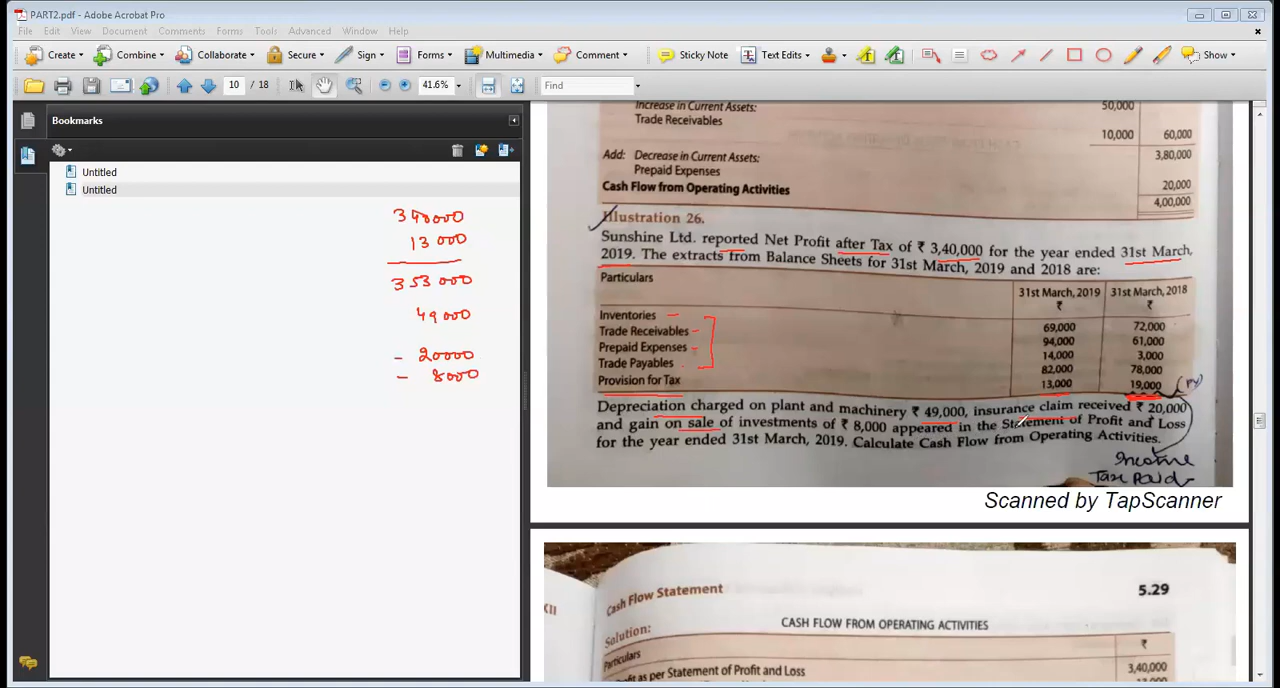 PART2.pdf - Adobe Acrobat Pro
File Edit View Document Comments Forms Tools Advanced Window Help
Create Combine Collaborate Secure Sign Forms Multimedia Comment Sticky Note Text Edits Show
10 / 18 41.6% Find
Bookmarks
Untitled
Untitled
340000
13000
353000
49000
- 20000
- 8000
Increase in Current Assets: 50,000
Trade Receivables 10,000 60,000
Add: Decrease in Current Assets: 3,80,000
Prepaid Expenses 20,000
Cash Flow from Operating Activities 4,00,000
Illustration 26.
Sunshine Ltd. reported Net Profit after Tax of ₹ 3,40,000 for the year ended 31st March,
2019. The extracts from Balance Sheets for 31st March, 2019 and 2018 are:
Particulars 31st March, 2019 31st March, 2018
₹ ₹
Inventories 69,000 72,000
Trade Receivables 94,000 61,000
Prepaid Expenses 14,000 3,000
Trade Payables 82,000 78,000
Provision for Tax 13,000 19,000 (PY)
Depreciation charged on plant and machinery ₹ 49,000, insurance claim received ₹ 20,000
and gain on sale of investments of ₹ 8,000 appeared in the Statement of Profit and Loss
for the year ended 31st March, 2019. Calculate Cash Flow from Operating Activities.
Income
Tax Paid
Scanned by TapScanner
XII
Cash Flow Statement 5.29
CASH FLOW FROM OPERATING ACTIVITIES
Solution:
Particulars ₹
as per Statement of Profit and Loss 3,40,000